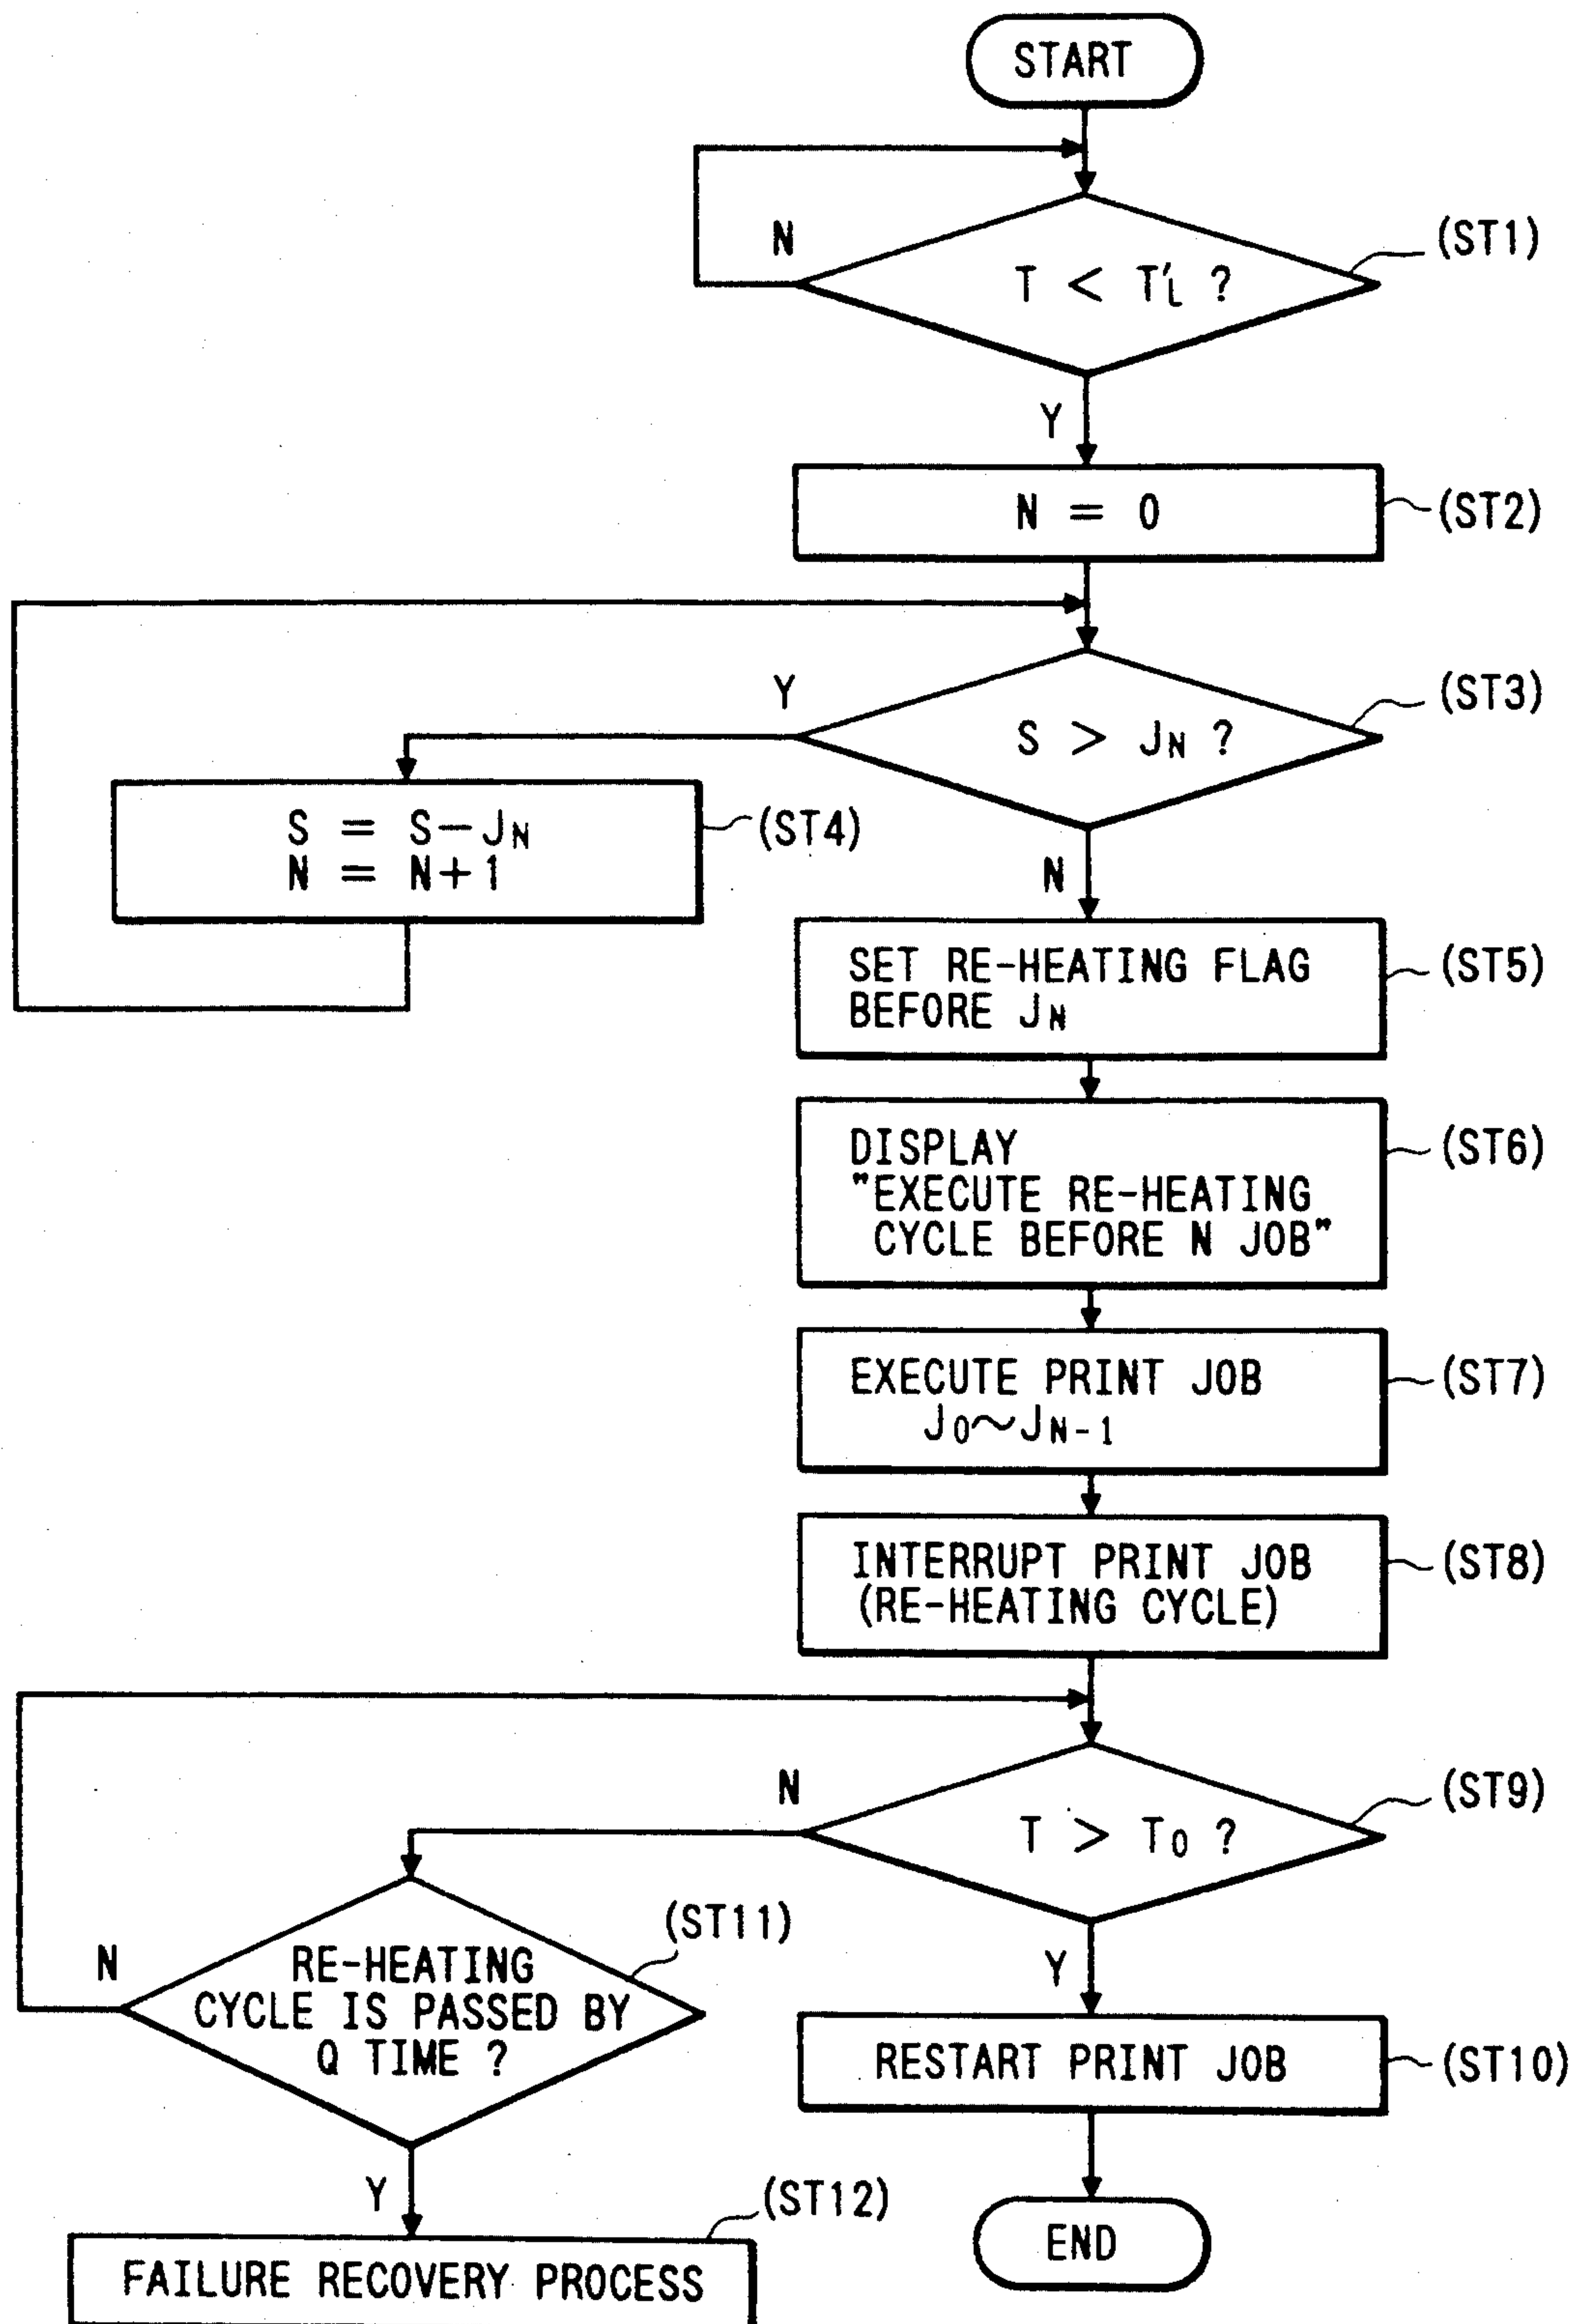 START
N
(ST1)
T < T'L ?
Y
N = 0
(ST2)
Y
(ST3)
S > JN ?
S = S-JN
N = N+1
(ST4)
N
SET RE-HEATING FLAG
BEFORE JN
(ST5)
DISPLAY
"EXECUTE RE-HEATING
CYCLE BEFORE N JOB"
(ST6)
EXECUTE PRINT JOB
J0~JN-1
(ST7)
INTERRUPT PRINT JOB
(RE-HEATING CYCLE)
(ST8)
N
(ST9)
T > T0 ?
(ST11)
N
RE-HEATING
CYCLE IS PASSED BY
Q TIME ?
Y
RESTART PRINT JOB
(ST10)
Y
(ST12)
FAILURE RECOVERY PROCESS
END